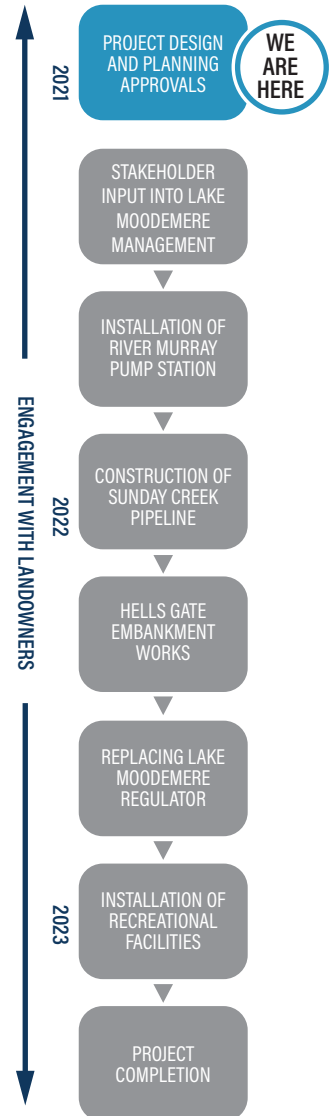 PROJECT DESIGN
AND PLANNING
APPROVALS
WE
ARE
HERE
2021
STAKEHOLDER
INPUT INTO LAKE
MOODEMERE
MANAGEMENT
INSTALLATION OF
RIVER MURRAY
PUMP STATION
ENGAGEMENT WITH LANDOWNERS
2022
CONSTRUCTION OF
SUNDAY CREEK
PIPELINE
HELLS GATE
EMBANKMENT
WORKS
REPLACING LAKE
MOODEMERE
REGULATOR
2023
INSTALLATION OF
RECREATIONAL
FACILITIES
PROJECT
COMPLETION